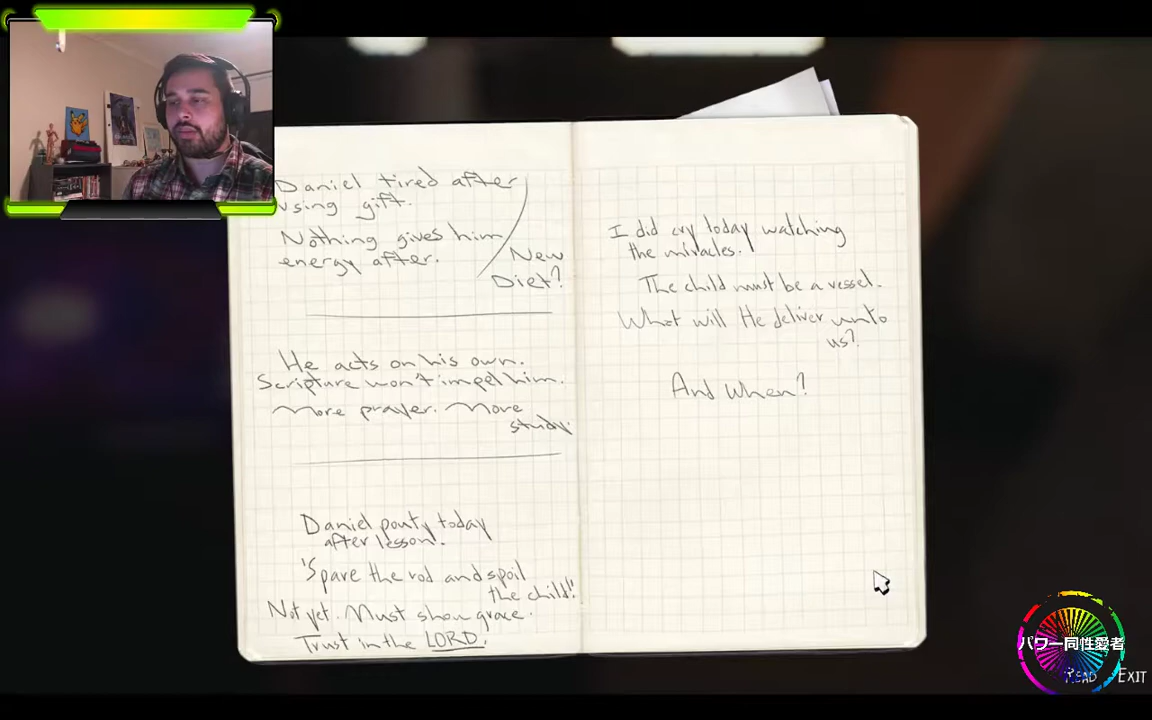 Daniel tired after
using gift.
Nothing gives him
energy after.
New
Diet?
He acts on his own.
Scripture won't impel him.
More prayer. More
study.
Daniel pouty today
after lesson.
'Spare the rod and spoil
the child.'
Not yet. Must show grace.
Trust in the LORD.
I did cry today watching
the miracles.
The child must be a vessel.
What will He deliver unto
us?
And when?
パワー同性愛者
READ EXIT